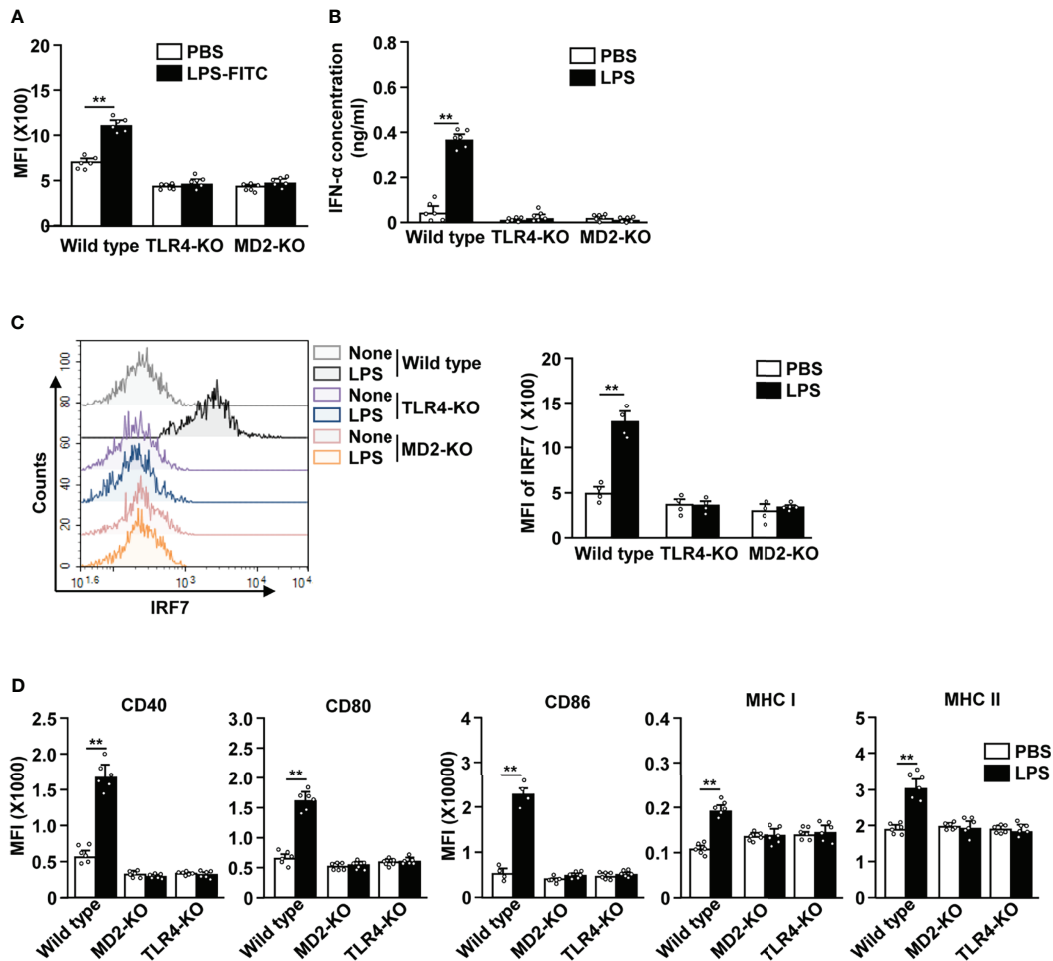 A
20
15
10
5
0
MFI (X100)
PBS
LPS-FITC
**
Wild type TLR4-KO MD2-KO
B
0.8
0.6
0.4
0.2
0
IFN-α concentration
(ng/ml)
PBS
LPS
**
Wild type TLR4-KO MD2-KO
C
Counts
100
80
60
40
20
0
10^1.6 10^3 10^4 10^4
IRF7
None
LPS
Wild type
None
LPS
TLR4-KO
None
LPS
MD2-KO
MFI of IRF7 ( X100)
20
15
10
5
0
PBS
LPS
**
Wild type TLR4-KO MD2-KO
D
CD40
MFI (X1000)
2.5
2.0
1.5
1.0
0.5
0
**
Wild type
MD2-KO
TLR4-KO
CD80
3.0
2.5
2.0
1.5
1.0
0.5
0
**
Wild type
MD2-KO
TLR4-KO
CD86
MFI (X10000)
4
3
2
1
0
**
Wild type
MD2-KO
TLR4-KO
MHC I
0.4
0.3
0.2
0.1
0
**
Wild type
MD2-KO
TLR4-KO
MHC II
5
4
3
2
1
0
**
PBS
LPS
Wild type
MD2-KO
TLR4-KO